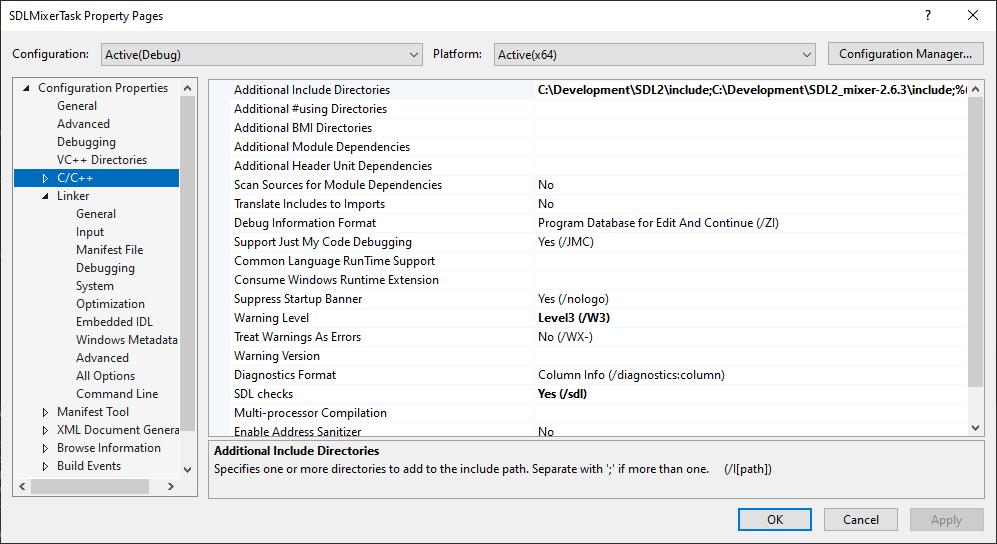 SDLMixerTask Property Pages
Configuration: Active(Debug) Platform: Active(x64) Configuration Manager...
Configuration Properties
General
Advanced
Debugging
VC++ Directories
C/C++
Linker
General
Input
Manifest File
Debugging
System
Optimization
Embedded IDL
Windows Metadata
Advanced
All Options
Command Line
Manifest Tool
XML Document Genera
Browse Information
Build Events
Additional Include Directories C:\Development\SDL2\include;C:\Development\SDL2_mixer-2.6.3\include;%(
Additional #using Directories
Additional BMI Directories
Additional Module Dependencies
Additional Header Unit Dependencies
Scan Sources for Module Dependencies No
Translate Includes to Imports No
Debug Information Format Program Database for Edit And Continue (/ZI)
Support Just My Code Debugging Yes (/JMC)
Common Language RunTime Support
Consume Windows Runtime Extension
Suppress Startup Banner Yes (/nologo)
Warning Level Level3 (/W3)
Treat Warnings As Errors No (/WX-)
Warning Version
Diagnostics Format Column Info (/diagnostics:column)
SDL checks Yes (/sdl)
Multi-processor Compilation
Enable Address Sanitizer No
Additional Include Directories
Specifies one or more directories to add to the include path. Separate with ';' if more than one. (/I[path])
OK Cancel Apply